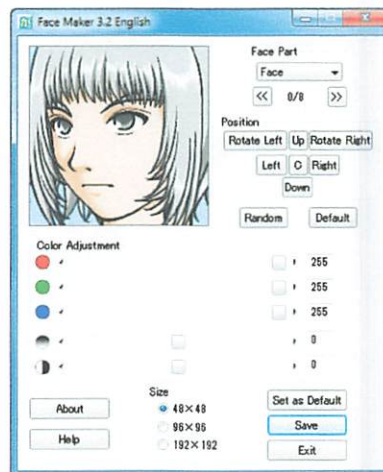 Face Maker 3.2 English
Face Part
Face
<< 0/8 >>
Position
Rotate Left Up Rotate Right
Left C Right
Down
Random Default
Color Adjustment
255
255
255
0
0
Size
About
48×48
Set as Default
96×96
Save
Help
192×192
Exit